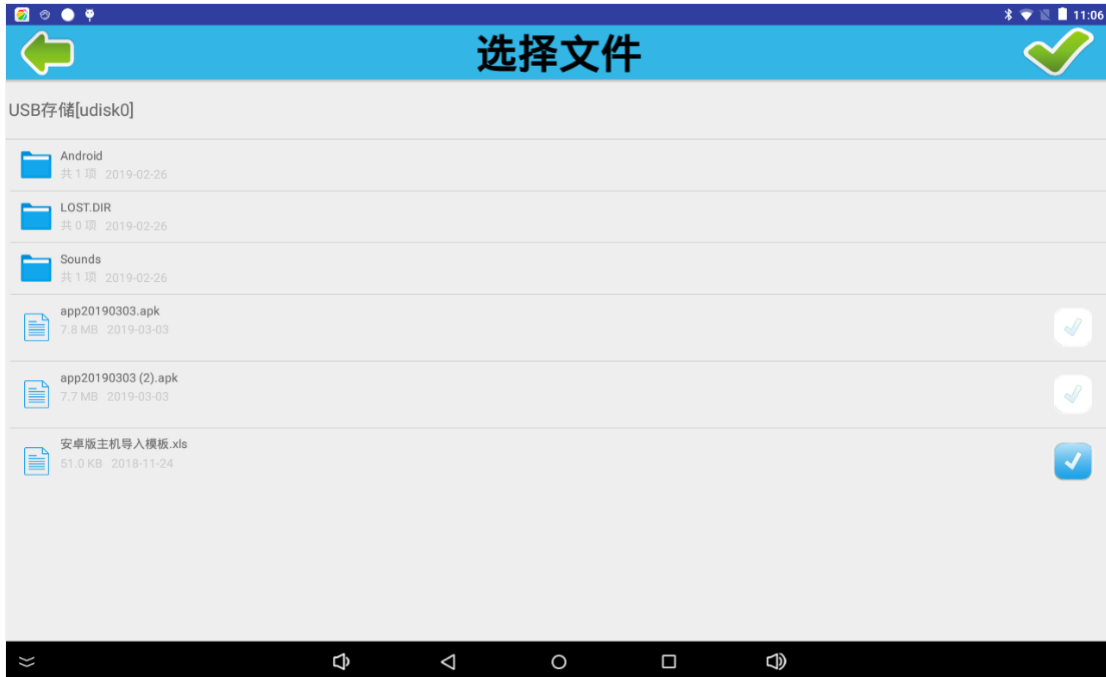 11:06
选择文件
USB存储[udisk0]
Android
共 1 项 2019-02-26
LOST.DIR
共 0 项 2019-02-26
Sounds
共 1 项 2019-02-26
app20190303.apk
7.8 MB 2019-03-03
app20190303 (2).apk
7.7 MB 2019-03-03
安卓版主机导入模板.xls
51.0 KB 2018-11-24